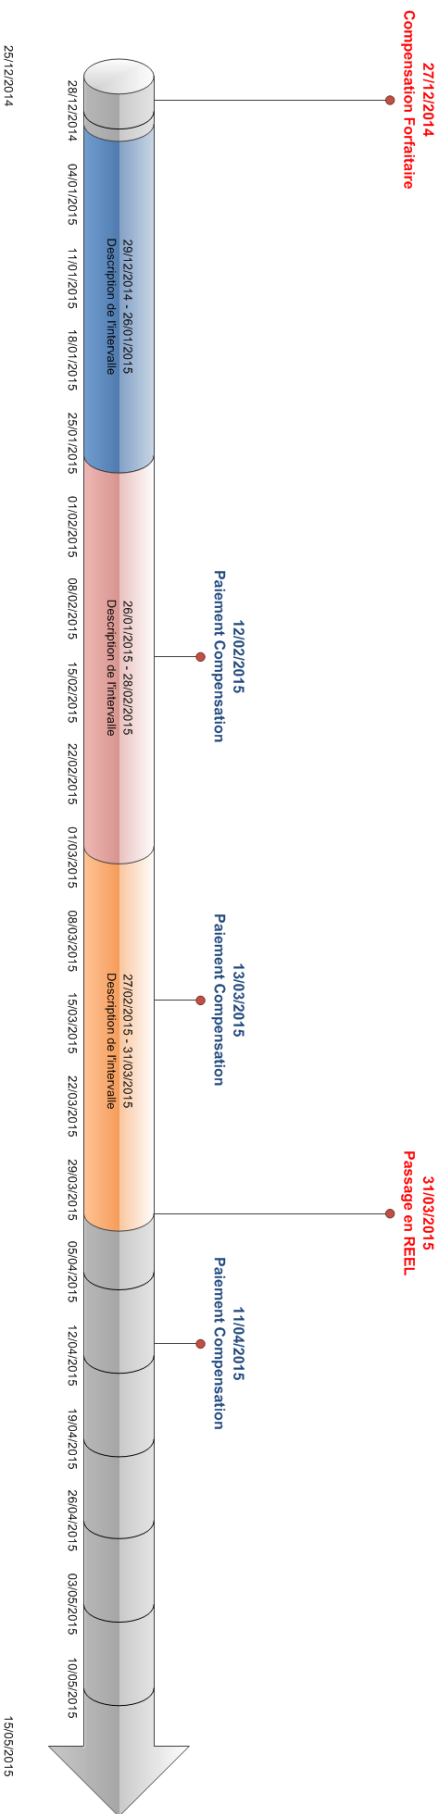 27/12/2014
Compensation Forfaitaire
31/03/2015
Passage en REEL
12/02/2015
Paiement Compensation
13/03/2015
Paiement Compensation
11/04/2015
Paiement Compensation
29/12/2014 - 26/01/2015
Description de l'intervalle
26/01/2015 - 28/02/2015
Description de l'intervalle
27/02/2015 - 31/03/2015
Description de l'intervalle
28/12/2014
04/01/2015
11/01/2015
18/01/2015
25/01/2015
01/02/2015
08/02/2015
15/02/2015
22/02/2015
01/03/2015
08/03/2015
15/03/2015
22/03/2015
29/03/2015
05/04/2015
12/04/2015
19/04/2015
26/04/2015
03/05/2015
10/05/2015
25/12/2014
15/05/2015